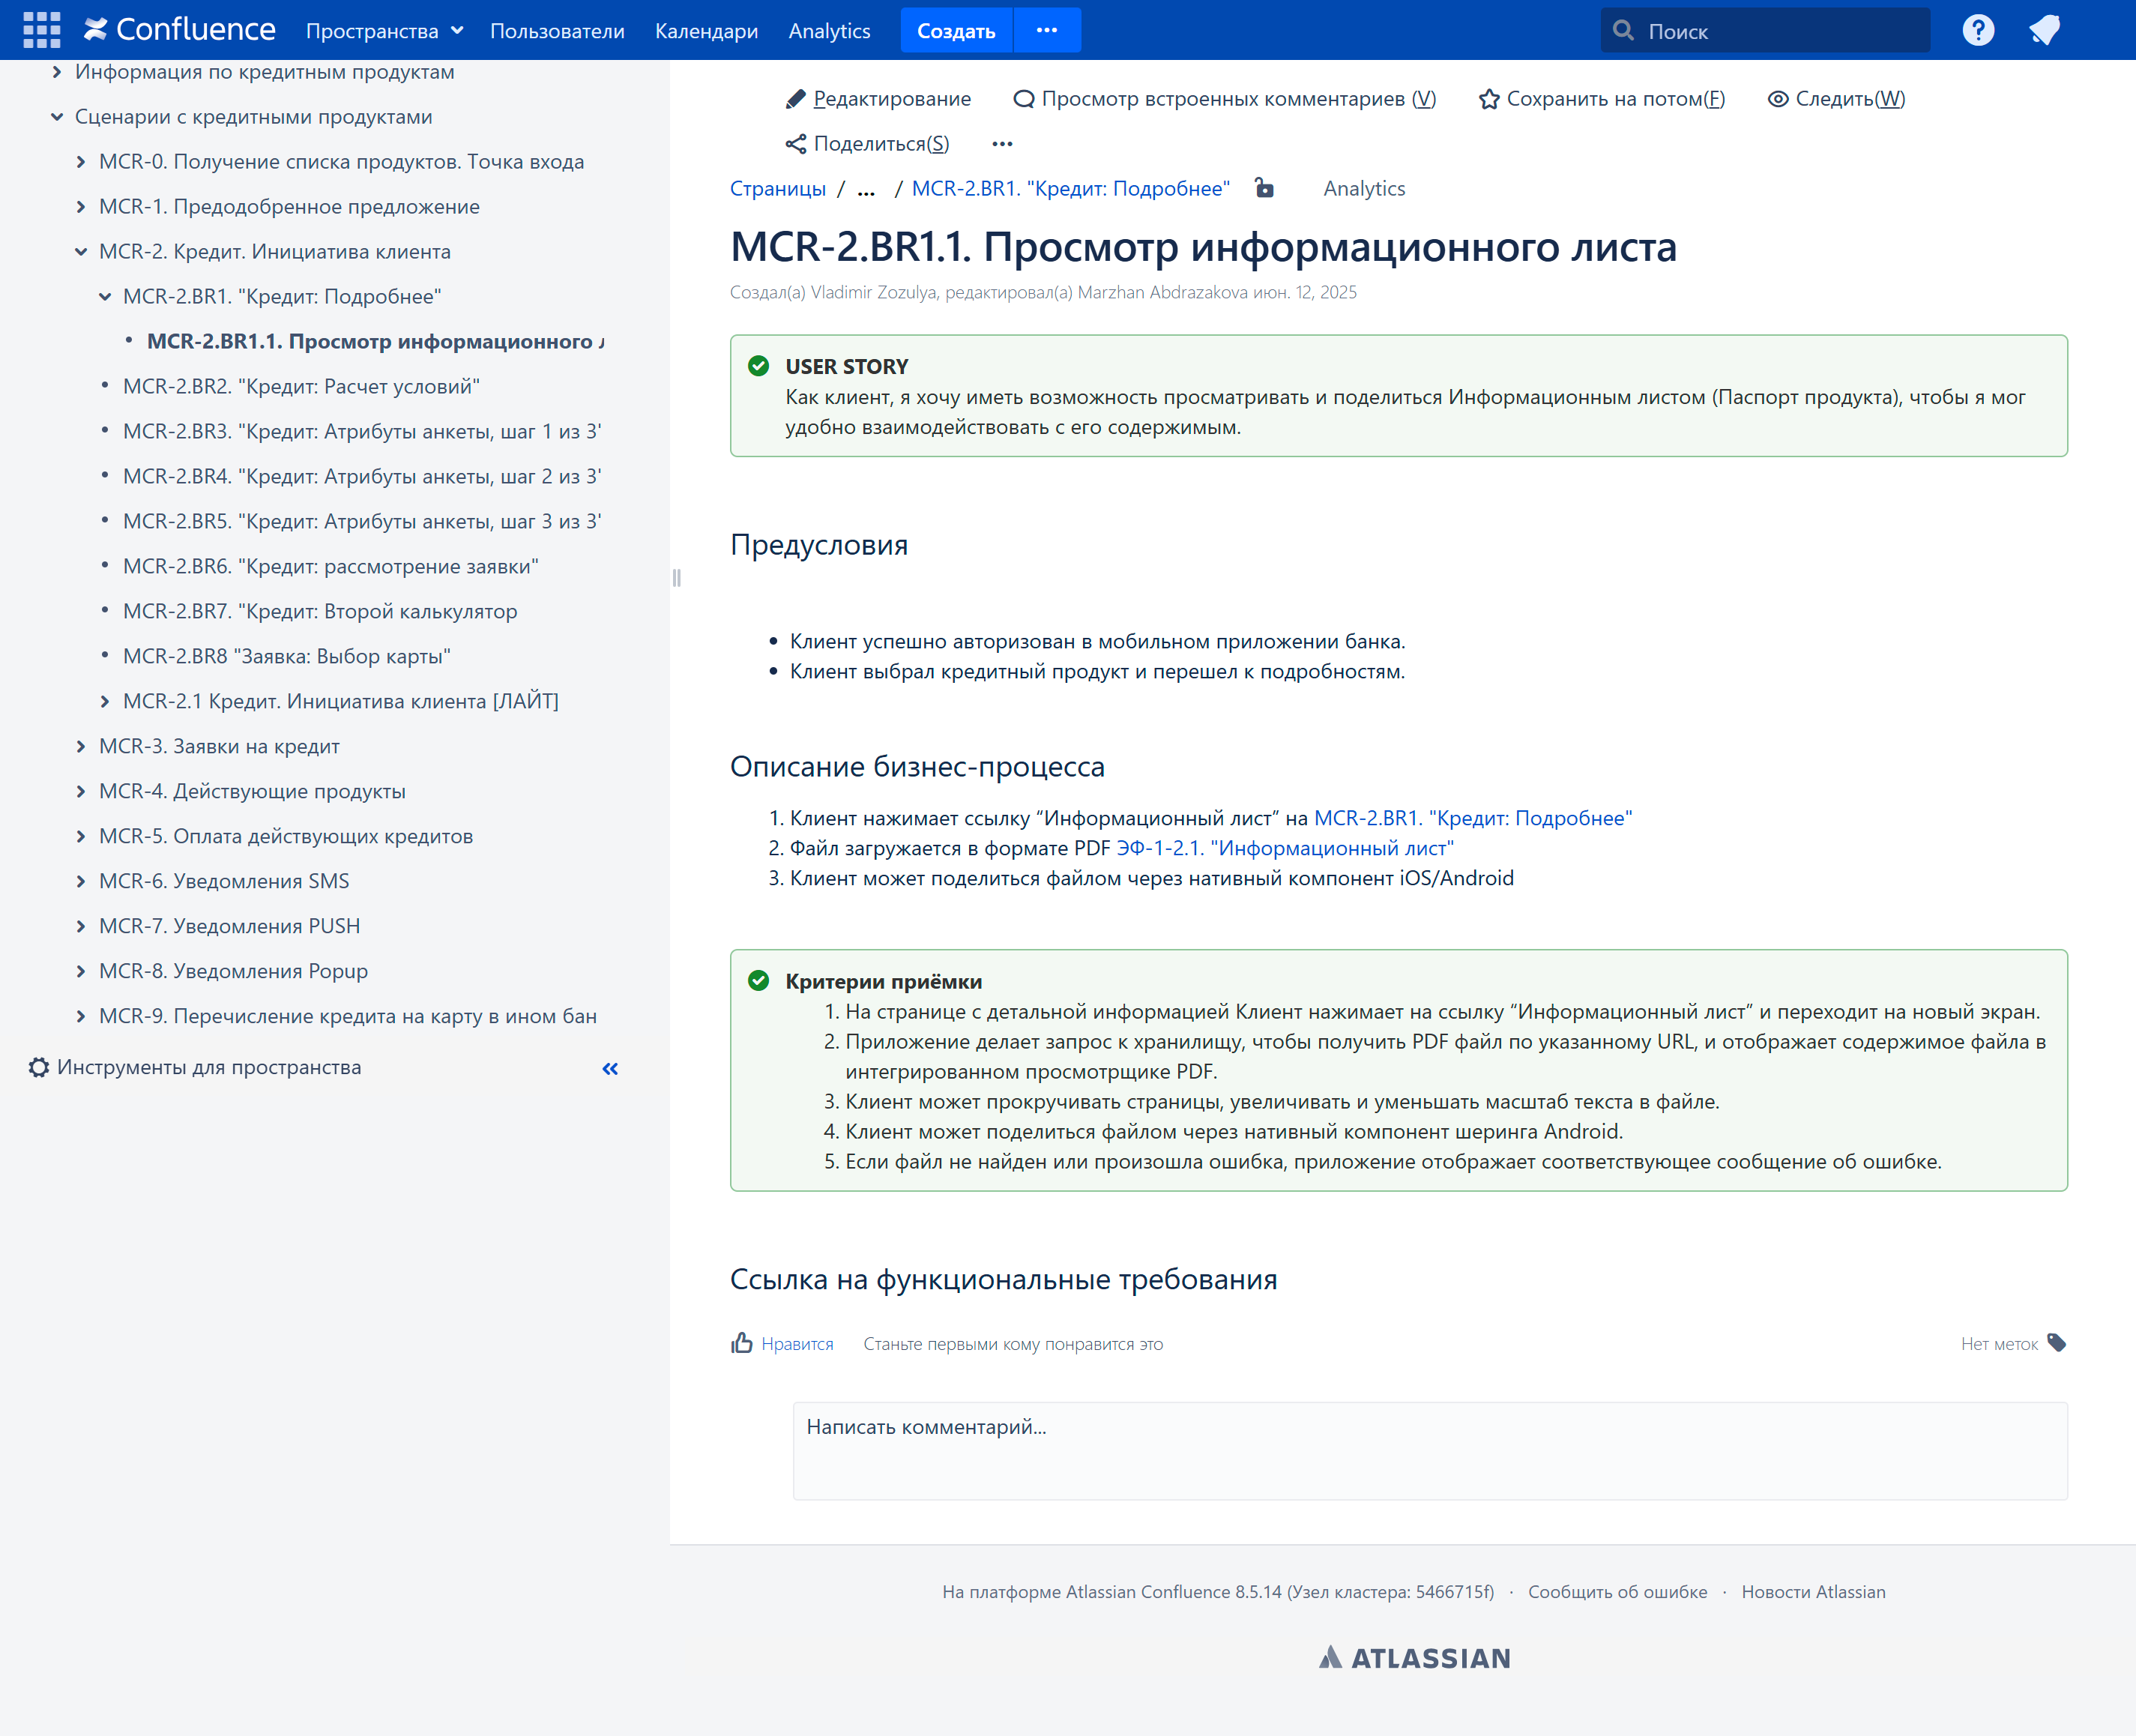 Confluence
Пространства
Пользователи
Календари
Analytics
Создать
Поиск
Информация по кредитным продуктам
Сценарии с кредитными продуктами
MCR-0. Получение списка продуктов. Точка входа
MCR-1. Предодобренное предложение
MCR-2. Кредит. Инициатива клиента
MCR-2.BR1. "Кредит: Подробнее"
MCR-2.BR1.1. Просмотр информационного л
MCR-2.BR2. "Кредит: Расчет условий"
MCR-2.BR3. "Кредит: Атрибуты анкеты, шаг 1 из 3"
MCR-2.BR4. "Кредит: Атрибуты анкеты, шаг 2 из 3"
MCR-2.BR5. "Кредит: Атрибуты анкеты, шаг 3 из 3"
MCR-2.BR6. "Кредит: рассмотрение заявки"
MCR-2.BR7. "Кредит: Второй калькулятор
MCR-2.BR8 "Заявка: Выбор карты"
MCR-2.1 Кредит. Инициатива клиента [ЛАЙТ]
MCR-3. Заявки на кредит
MCR-4. Действующие продукты
MCR-5. Оплата действующих кредитов
MCR-6. Уведомления SMS
MCR-7. Уведомления PUSH
MCR-8. Уведомления Popup
MCR-9. Перечисление кредита на карту в ином бан
Инструменты для пространства
Редактирование
Просмотр встроенных комментариев (V)
Сохранить на потом(F)
Следить(W)
Поделиться(S)
Страницы / ... / MCR-2.BR1. "Кредит: Подробнее"
Analytics
MCR-2.BR1.1. Просмотр информационного листа
Создал(а) Vladimir Zozulya, редактировал(а) Marzhan Abdrazakova июн. 12, 2025
USER STORY
Как клиент, я хочу иметь возможность просматривать и поделиться Информационным листом (Паспорт продукта), чтобы я мог
удобно взаимодействовать с его содержимым.
Предусловия
• Клиент успешно авторизован в мобильном приложении банка.
• Клиент выбрал кредитный продукт и перешел к подробностям.
Описание бизнес-процесса
1. Клиент нажимает ссылку “Информационный лист” на MCR-2.BR1. "Кредит: Подробнее"
2. Файл загружается в формате PDF ЭФ-1-2.1. "Информационный лист"
3. Клиент может поделиться файлом через нативный компонент iOS/Android
Критерии приёмки
1. На странице с детальной информацией Клиент нажимает на ссылку “Информационный лист” и переходит на новый экран.
2. Приложение делает запрос к хранилищу, чтобы получить PDF файл по указанному URL, и отображает содержимое файла в
интегрированном просмотрщике PDF.
3. Клиент может прокручивать страницы, увеличивать и уменьшать масштаб текста в файле.
4. Клиент может поделиться файлом через нативный компонент шеринга Android.
5. Если файл не найден или произошла ошибка, приложение отображает соответствующее сообщение об ошибке.
Ссылка на функциональные требования
Нравится
Станьте первыми кому понравится это
Нет меток
Написать комментарий...
На платформе Atlassian Confluence 8.5.14 (Узел кластера: 5466715f) · Сообщить об ошибке · Новости Atlassian
ATLASSIAN